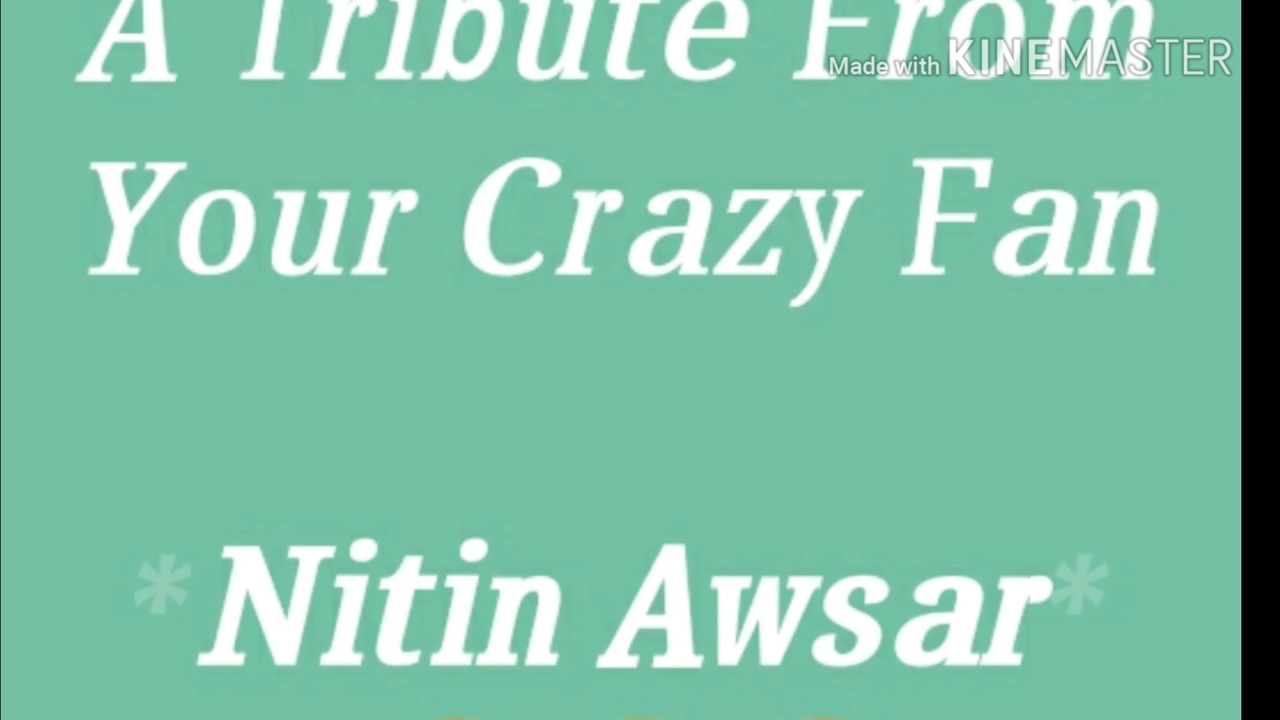 A Tribute From
Made with KINEMASTER
Your Crazy Fan
*Nitin Awsar*